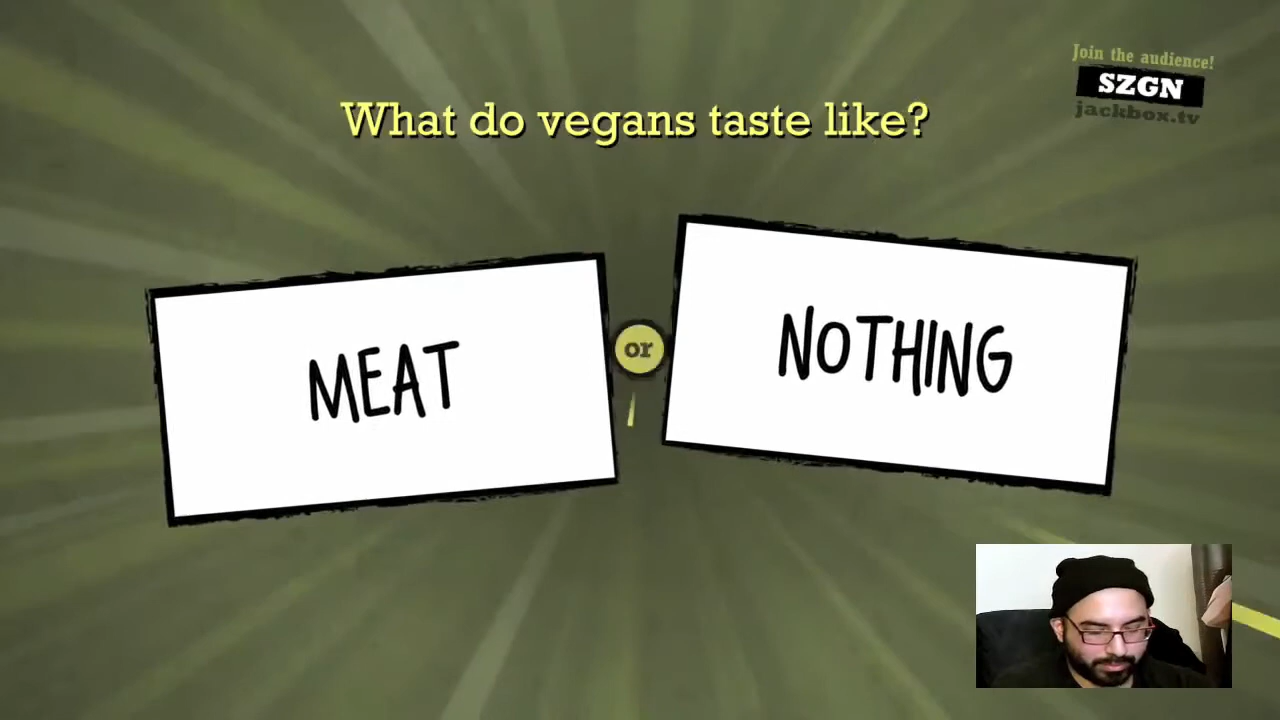 Join the audience!
SZGN
jackbox.tv
What do vegans taste like?
MEAT
or
NOTHING